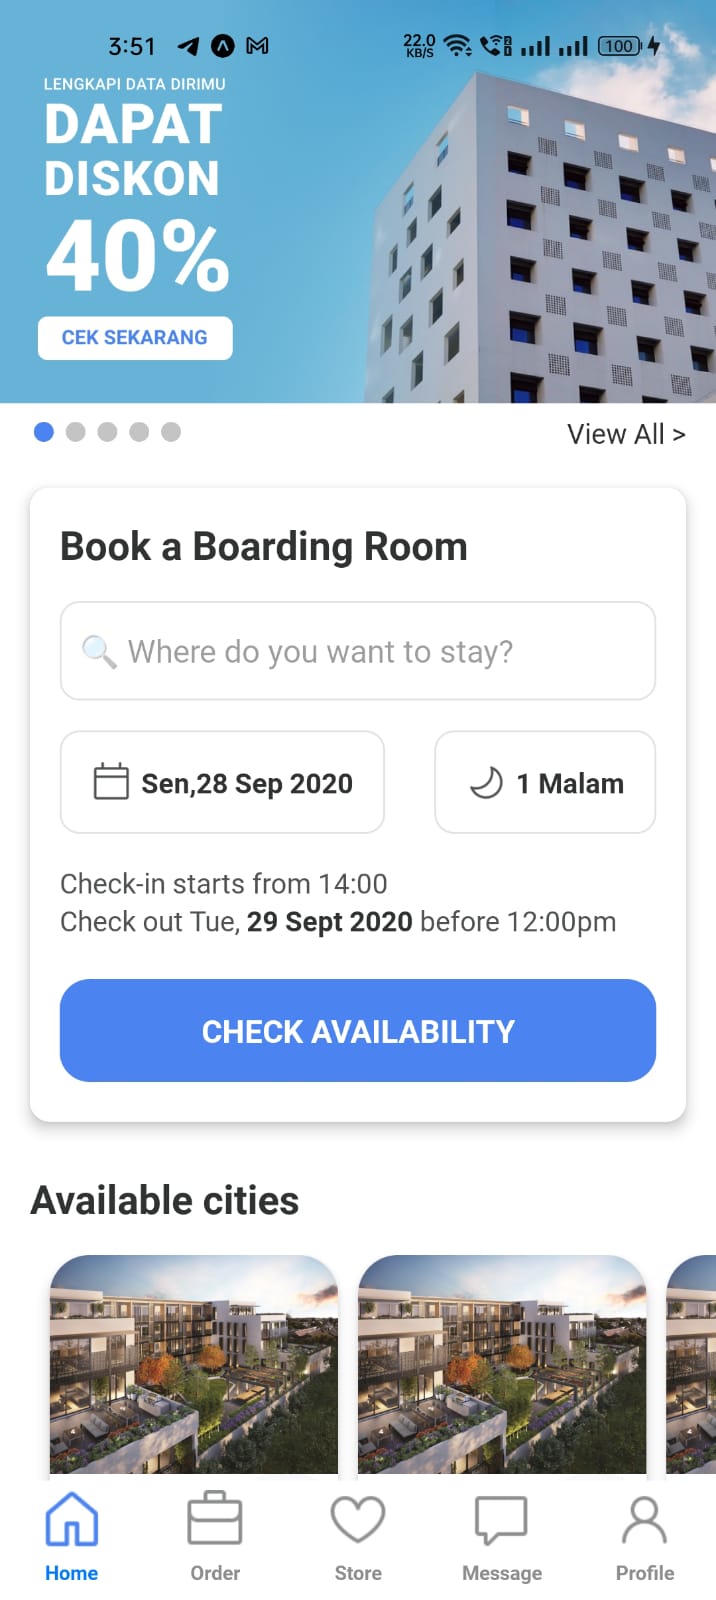 3:51
22.0
KB/S
100
LENGKAPI DATA DIRIMU
DAPAT
DISKON
40%
CEK SEKARANG
View All >
Book a Boarding Room
Where do you want to stay?
Sen,28 Sep 2020
1 Malam
Check-in starts from 14:00
Check out Tue, 29 Sept 2020 before 12:00pm
CHECK AVAILABILITY
Available cities
Home
Order
Store
Message
Profile